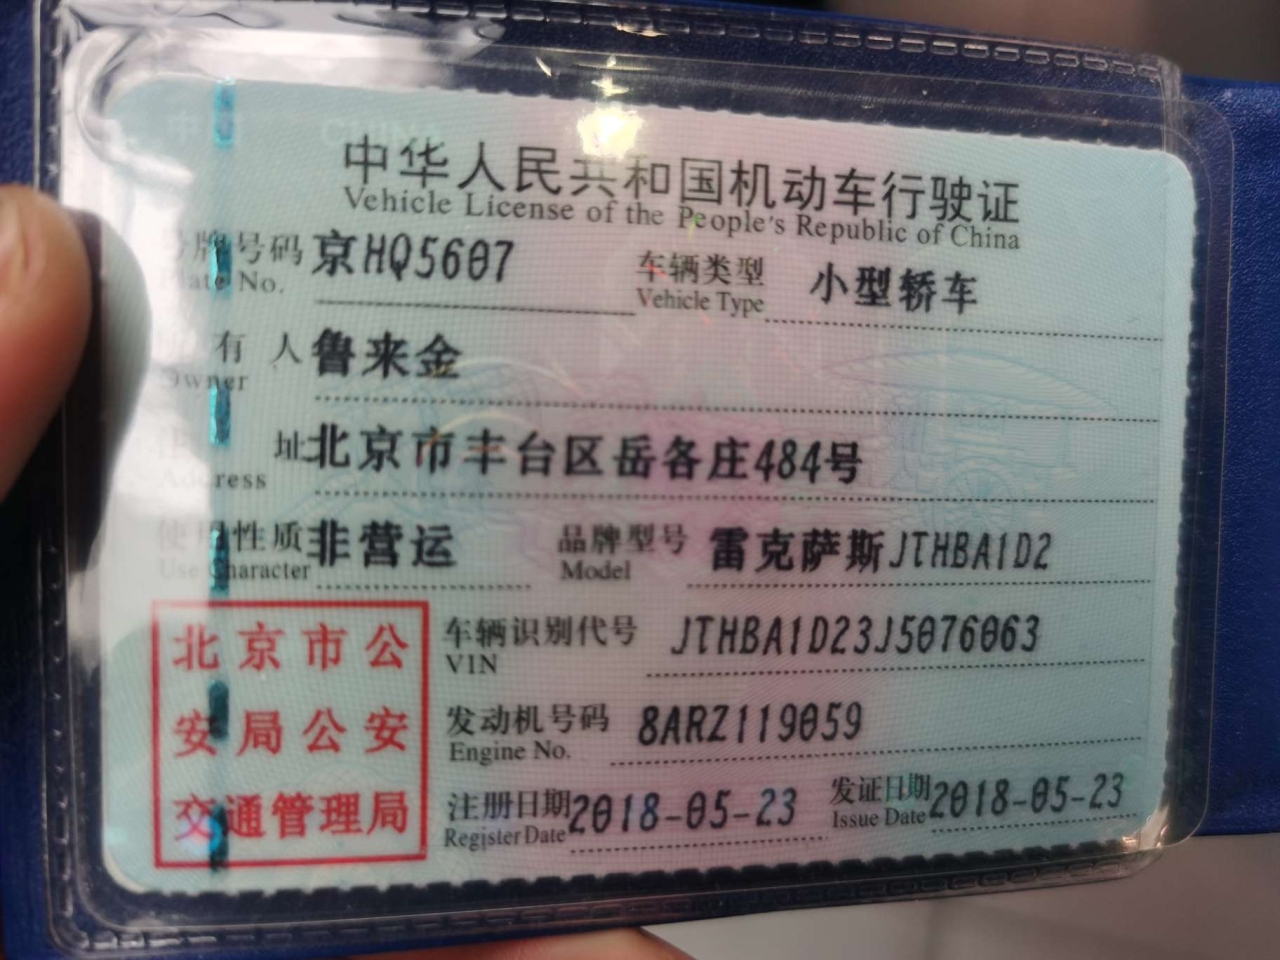 中华人民共和国机动车行驶证
Vehicle License of the People's Republic of China
号牌号码 京HQ5607 车辆类型 小型轿车
Plate No. Vehicle Type
所有人 鲁来金
Owner
住址 北京市丰台区岳各庄484号
Address
使用性质 非营运 品牌型号 雷克萨斯JTHBA1D2
Use Character Model
车辆识别代号 JTHBA1D23J5076063
VIN
发动机号码 8ARZ119059
Engine No.
注册日期 2018-05-23 发证日期 2018-05-23
Register Date Issue Date
北京市公
安局公安
交通管理局